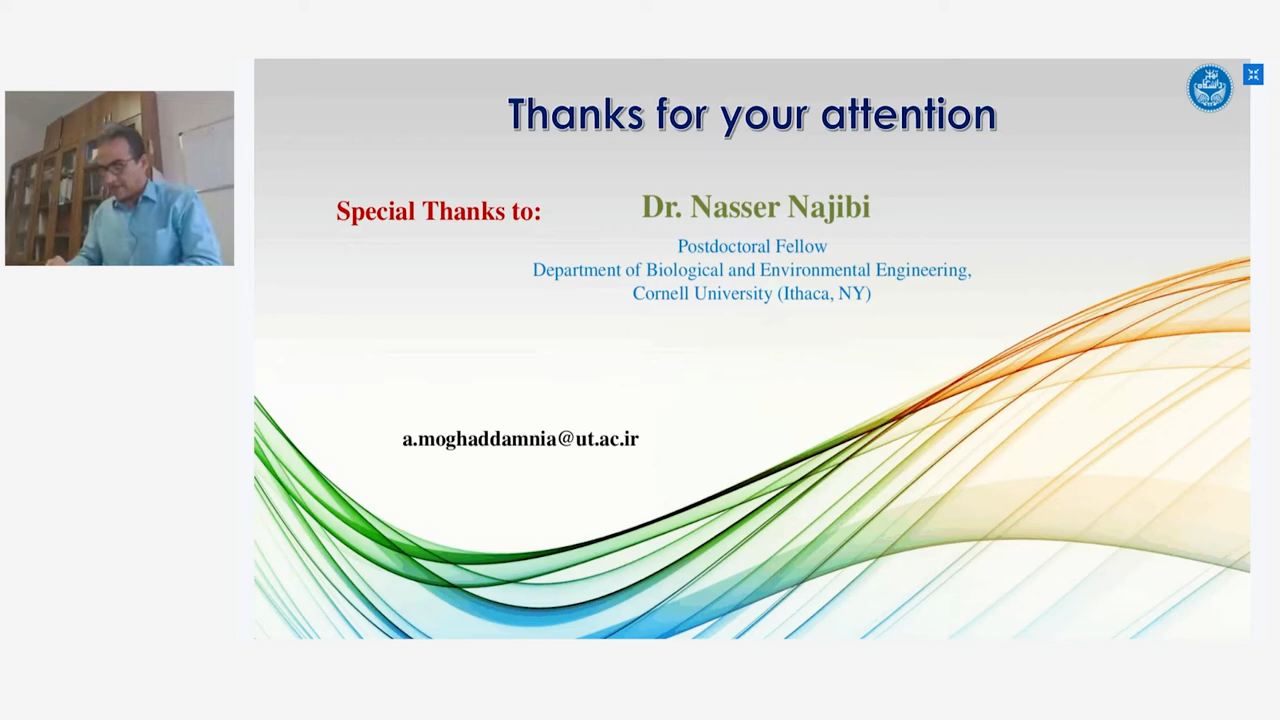 Thanks for your attention
Special Thanks to:
Dr. Nasser Najibi
Postdoctoral Fellow
Department of Biological and Environmental Engineering,
Cornell University (Ithaca, NY)
a.moghaddamnia@ut.ac.ir